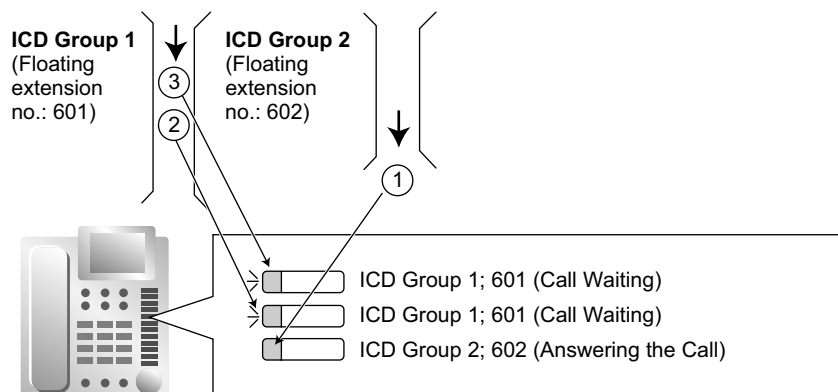 ICD Group 1
(Floating
extension
no.: 601)
3
2
ICD Group 2
(Floating
extension
no.: 602)
1
ICD Group 1; 601 (Call Waiting)
ICD Group 1; 601 (Call Waiting)
ICD Group 2; 602 (Answering the Call)